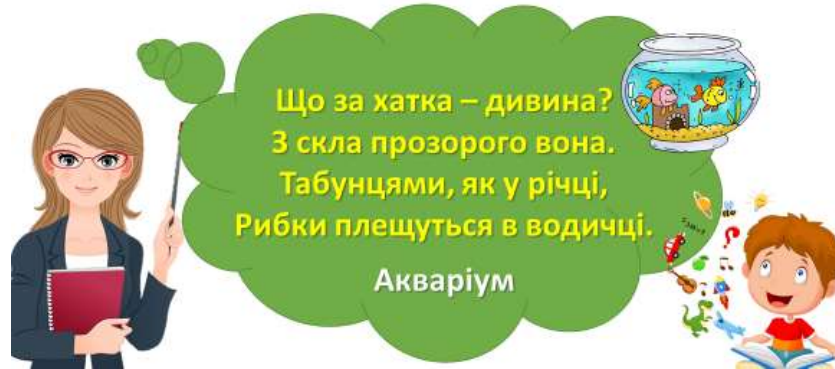 Що за хатка – дивина?
З скла прозорого вона.
Табунцями, як у річці,
Рибки плещуться в водичці.
Акваріум